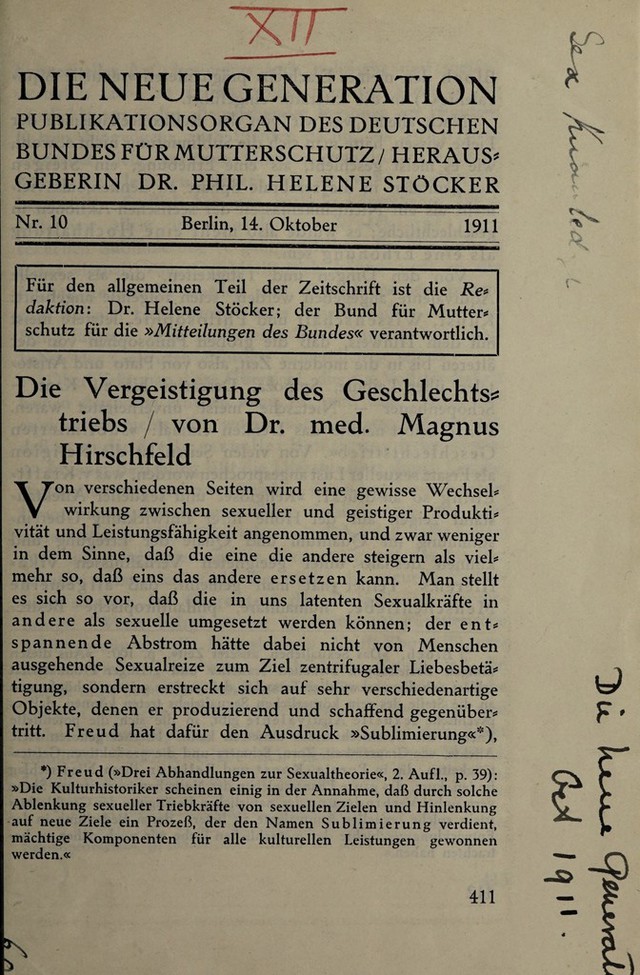 XII
DIE NEUE GENERATION
PUBLIKATIONSORGAN DES DEUTSCHEN
BUNDES FÜR MUTTERSCHUTZ / HERAUS⸗
GEBERIN DR. PHIL. HELENE STÖCKER
Nr. 10 Berlin, 14. Oktober 1911
Für den allgemeinen Teil der Zeitschrift ist die Re⸗
daktion: Dr. Helene Stöcker; der Bund für Mutter⸗
schutz für die »Mitteilungen des Bundes« verantwortlich.
Die Vergeistigung des Geschlechts⸗
triebs / von Dr. med. Magnus
Hirschfeld
Von verschiedenen Seiten wird eine gewisse Wechsel⸗
wirkung zwischen sexueller und geistiger Produkti⸗
vität und Leistungsfähigkeit angenommen, und zwar weniger
in dem Sinne, daß die eine die andere steigern als viel⸗
mehr so, daß eins das andere ersetzen kann. Man stellt
es sich so vor, daß die in uns latenten Sexualkräfte in
andere als sexuelle umgesetzt werden können; der ent⸗
spannende Abstrom hätte dabei nicht von Menschen
ausgehende Sexualreize zum Ziel zentrifugaler Liebesbetä⸗
tigung, sondern erstreckt sich auf sehr verschiedenartige
Objekte, denen er produzierend und schaffend gegenüber⸗
tritt. Freud hat dafür den Ausdruck »Sublimierung«*),
*) Freud (»Drei Abhandlungen zur Sexualtheorie«, 2. Aufl., p. 39):
»Die Kulturhistoriker scheinen einig in der Annahme, daß durch solche
Ablenkung sexueller Triebkräfte von sexuellen Zielen und Hinlenkung
auf neue Ziele ein Prozeß, der den Namen Sublimierung verdient,
mächtige Komponenten für alle kulturellen Leistungen gewonnen
werden.«
411
Sex
Die neue Generat
Oct 1911.